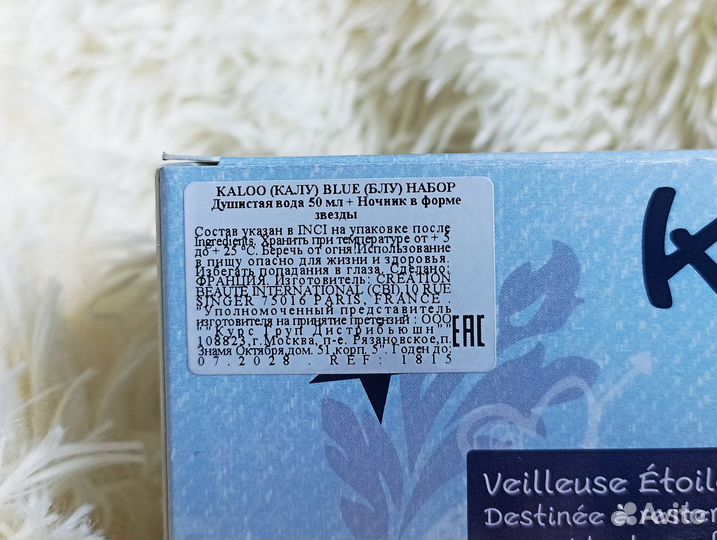 KALOO (КАЛУ) BLUE (БЛУ) НАБОР
Душистая вода 50 мл + Ночник в форме
звезды
Состав указан в INCI на упаковке после
Ingredients. Хранить при температуре от + 5
до + 25 °С. Беречь от огня!Использование
в пищу опасно для жизни и здоровья.
Избегать попадания в глаза. Сделано:
ФРАНЦИЯ. Изготовитель: CREATION
BEAUTE INTERNATIONAL (CBI),10 RUE
SINGER 75016 PARIS, FRANCE .
"Уполномоченный представитель
изготовителя на принятие претензий : ООО
""Курс Груп Дистрибьюшн""
108823,г.Москва, п-е. Рязановское,п.
Знамя Октября,дом. 51,корп. 5". Годен до:
07.2028. REF: 1815
EAC
K
Veilleuse Étoile
Destinée à rester
Avito